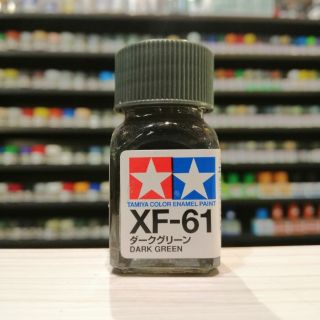 TAMIYA COLOR ENAMEL PAINT
XF-61
ダークグリーン
DARK GREEN